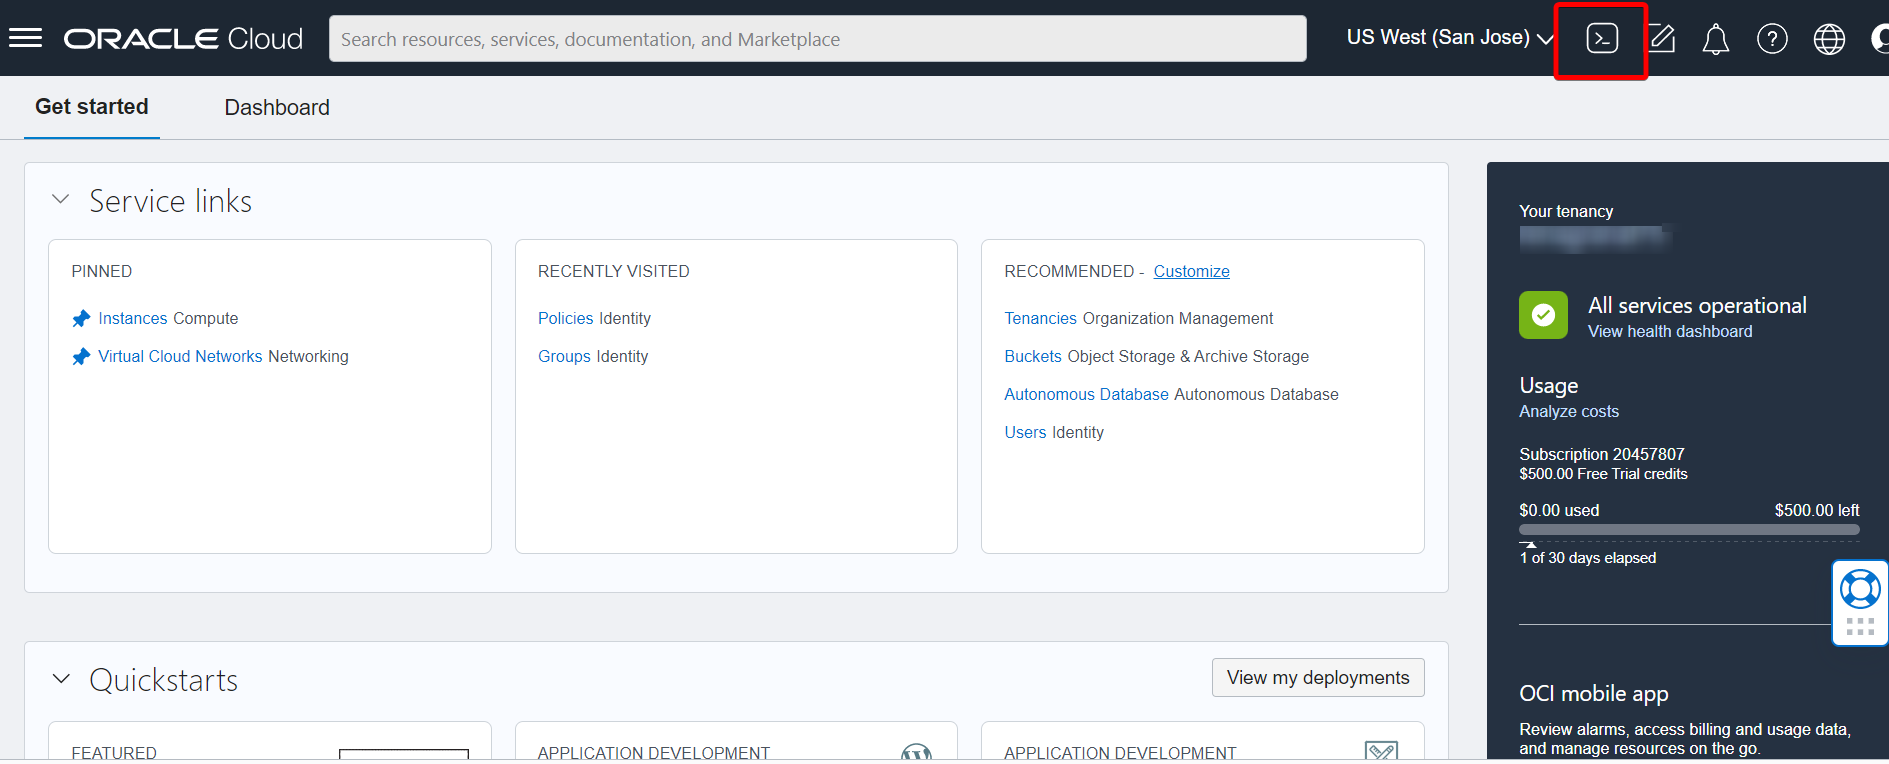 ORACLE Cloud
Search resources, services, documentation, and Marketplace
US West (San Jose)
Get started
Dashboard
Service links
PINNED
Instances Compute
Virtual Cloud Networks Networking
RECENTLY VISITED
Policies Identity
Groups Identity
RECOMMENDED - Customize
Tenancies Organization Management
Buckets Object Storage & Archive Storage
Autonomous Database Autonomous Database
Users Identity
Your tenancy
All services operational
View health dashboard
Usage
Analyze costs
Subscription 20457807
$500.00 Free Trial credits
$0.00 used
$500.00 left
1 of 30 days elapsed
Quickstarts
View my deployments
FEATURED
APPLICATION DEVELOPMENT
APPLICATION DEVELOPMENT
OCI mobile app
Review alarms, access billing and usage data,
and manage resources on the go.